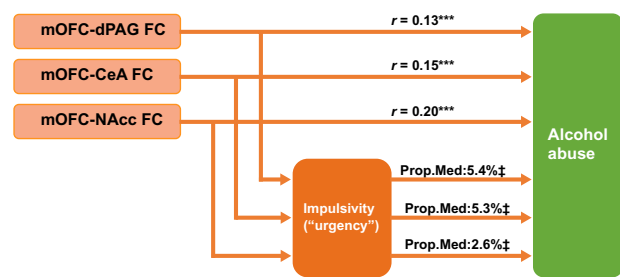 mOFC-dPAG FC
r = 0.13***
mOFC-CeA FC
r = 0.15***
mOFC-NAcc FC
r = 0.20***
Alcohol
abuse
Impulsivity
("urgency")
Prop.Med:5.4%‡
Prop.Med:5.3%‡
Prop.Med:2.6%‡